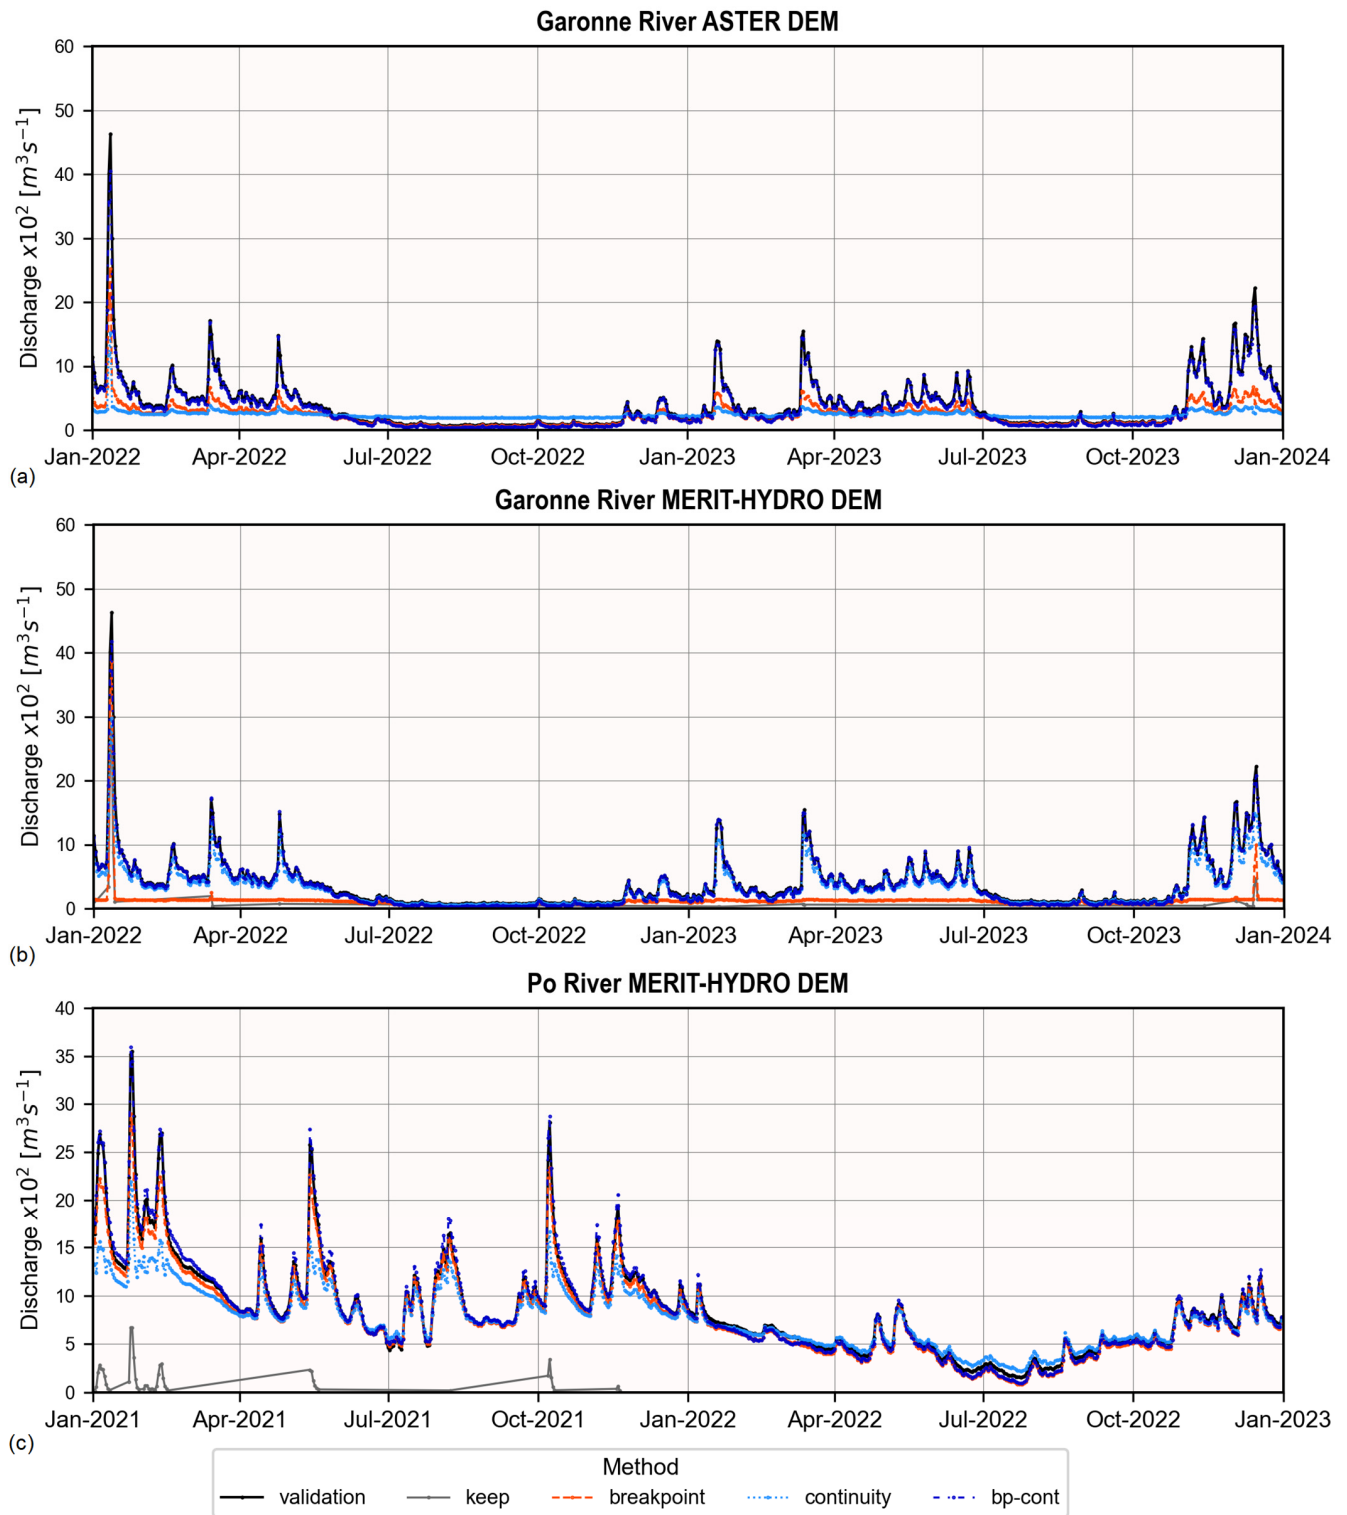 Garonne River ASTER DEM
60
50
40
30
20
10
0
Discharge x10² [m³s⁻¹]
Jan-2022 Apr-2022 Jul-2022 Oct-2022 Jan-2023 Apr-2023 Jul-2023 Oct-2023 Jan-2024
(a)
Garonne River MERIT-HYDRO DEM
60
50
40
30
20
10
0
Discharge x10² [m³s⁻¹]
Jan-2022 Apr-2022 Jul-2022 Oct-2022 Jan-2023 Apr-2023 Jul-2023 Oct-2023 Jan-2024
(b)
Po River MERIT-HYDRO DEM
40
35
30
25
20
15
10
5
0
Discharge x10² [m³s⁻¹]
Jan-2021 Apr-2021 Jul-2021 Oct-2021 Jan-2022 Apr-2022 Jul-2022 Oct-2022 Jan-2023
(c)
Method
validation keep breakpoint continuity bp-cont